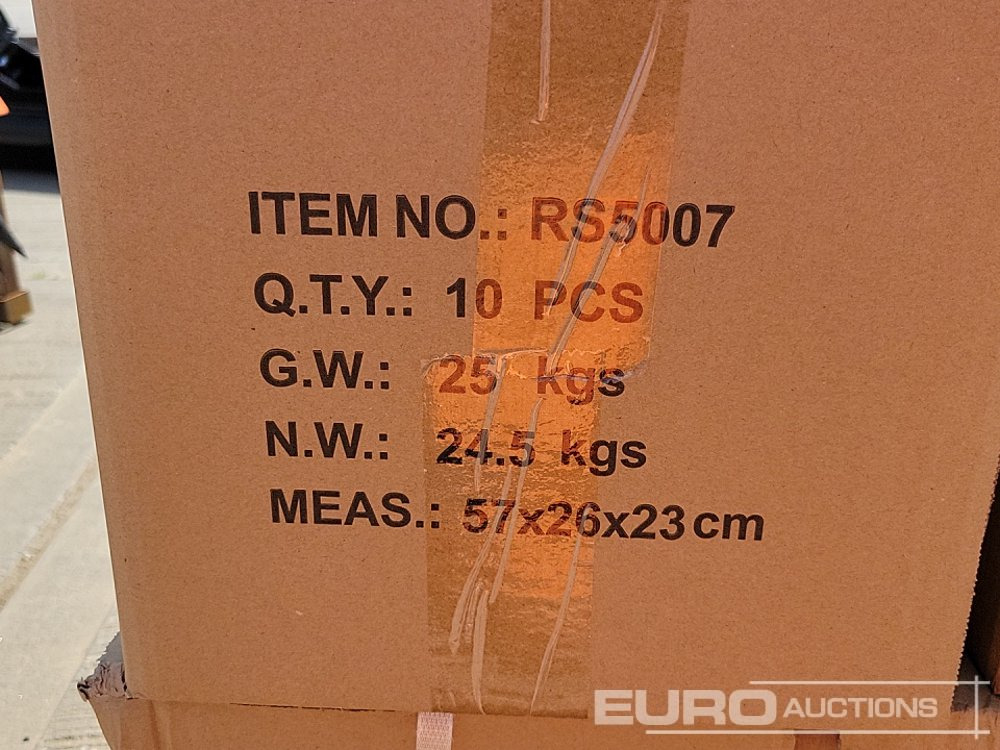 ITEM NO.: RS5007
Q.T.Y.: 10 PCS
G.W.: 25 kgs
N.W.: 24.5 kgs
MEAS.: 57x26x23 cm
EURO AUCTIONS